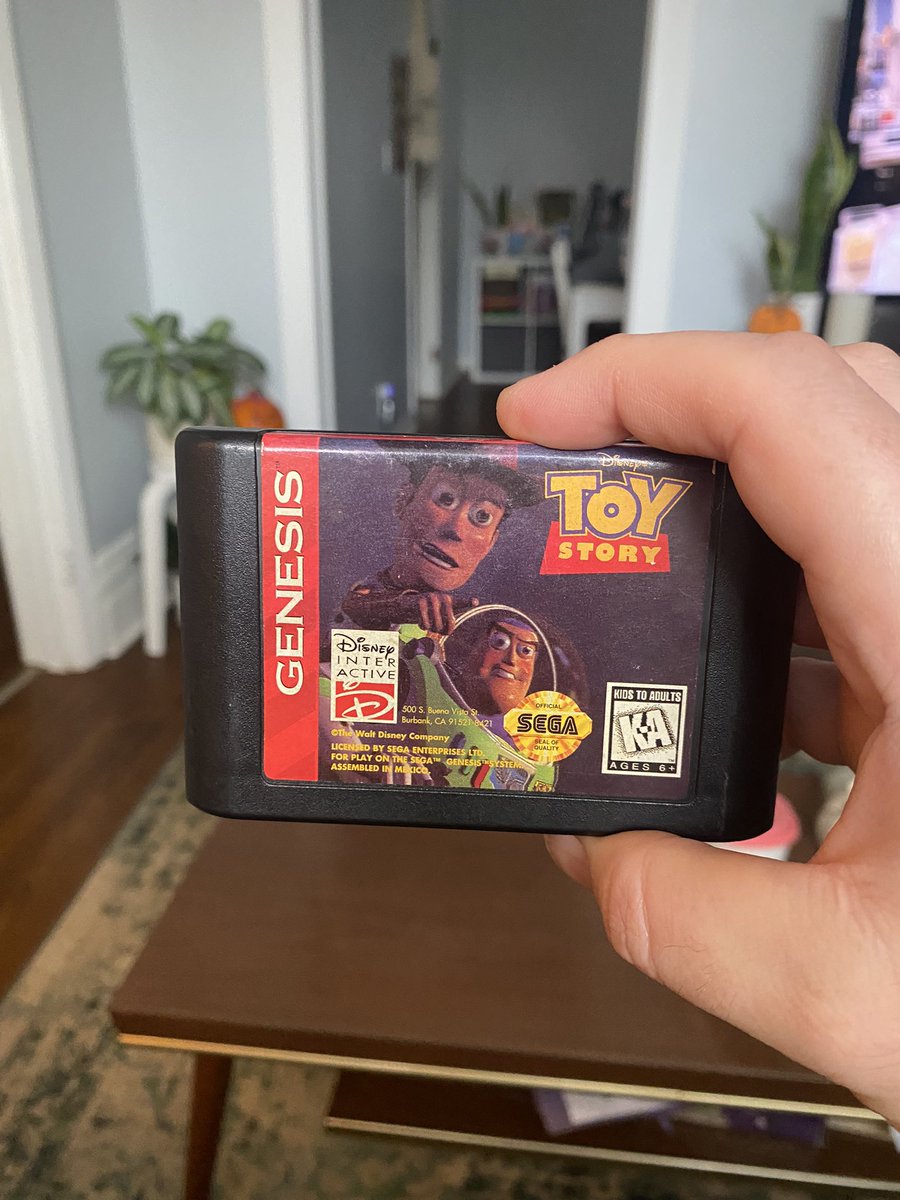 GENESIS™
DISNEY'S
TOY
STORY
DISNEY
INTER
ACTIVE
500 S. Buena Vista St.
Burbank, CA 91521-8421
©The Walt Disney Company
LICENSED BY SEGA ENTERPRISES LTD.
FOR PLAY ON THE SEGA™ GENESIS™ SYSTEM.
ASSEMBLED IN MEXICO.
OFFICIAL
SEGA
SEAL OF
QUALITY
KIDS TO ADULTS
K-A
AGES 6+